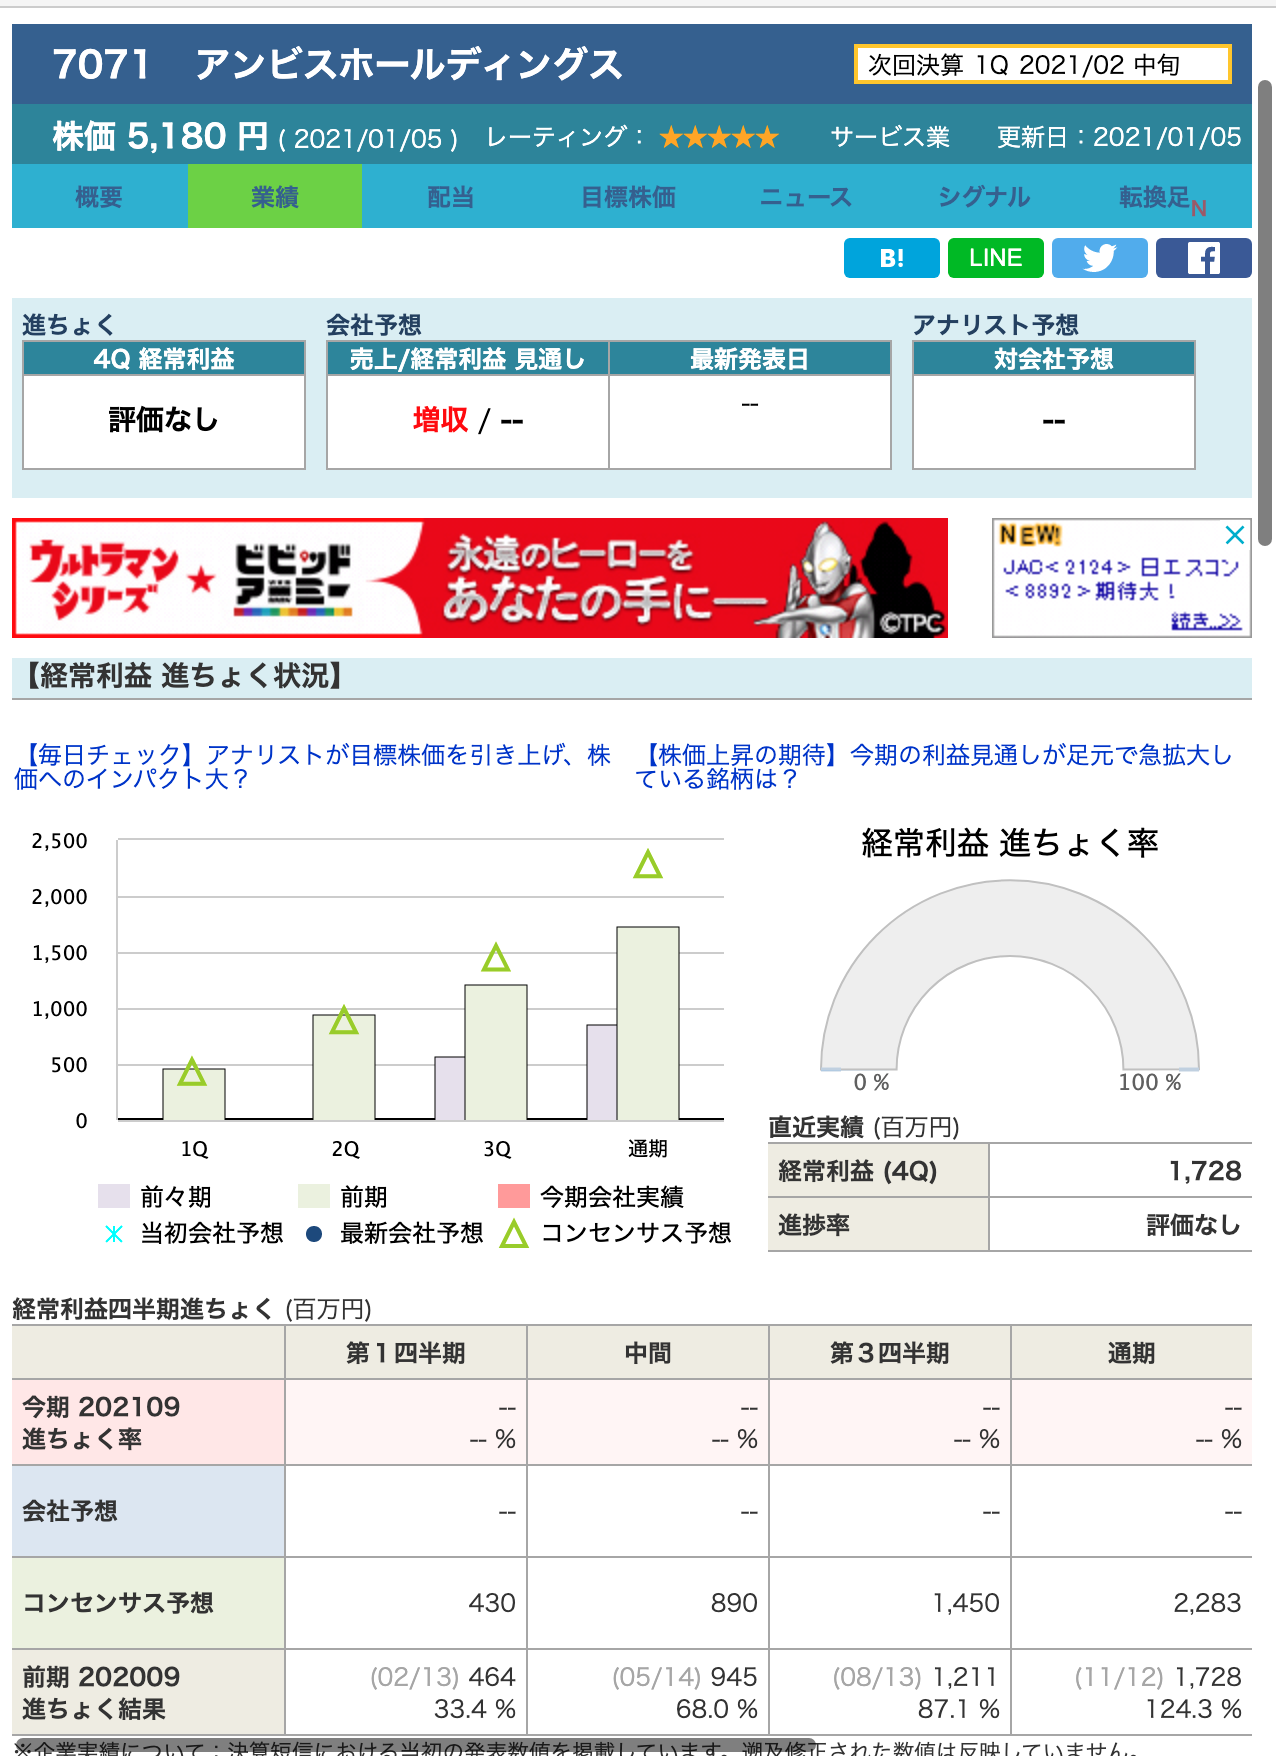 7071 アンビスホールディングス
次回決算 1Q 2021/02 中旬
株価 5,180 円 ( 2021/01/05 ) レーティング： ★★★★★ サービス業 更新日：2021/01/05
概要 業績 配当 目標株価 ニュース シグナル 転換足N
B! LINE
進ちょく 会社予想 アナリスト予想
4Q 経常利益 売上/経常利益 見通し 最新発表日 対会社予想
評価なし 増収 / -- -- --
ウルトラマン
シリーズ
★
ビビッド
アーミー
永遠のヒーローを
あなたの手に―
©TPC
NEW!
JAC<2124> 日エスコン
<8892>期待大！
続き..>>
【経常利益 進ちょく状況】
【毎日チェック】アナリストが目標株価を引き上げ、株
価へのインパクト大？
【株価上昇の期待】今期の利益見通しが足元で急拡大し
ている銘柄は？
2,500
2,000
1,500
1,000
500
0
1Q 2Q 3Q 通期
前々期 前期 今期会社実績
当初会社予想 最新会社予想 コンセンサス予想
経常利益 進ちょく率
0 % 100 %
直近実績 (百万円)
経常利益 (4Q) 1,728
進捗率 評価なし
経常利益四半期進ちょく (百万円)
第１四半期 中間 第３四半期 通期
今期 202109 -- -- -- --
進ちょく率 -- % -- % -- % -- %
会社予想 -- -- -- --
コンセンサス予想 430 890 1,450 2,283
前期 202009 (02/13) 464 (05/14) 945 (08/13) 1,211 (11/12) 1,728
進ちょく結果 33.4 % 68.0 % 87.1 % 124.3 %
※企業実績について：決算短信における当初の発表数値を掲載しています。遡及修正された数値は反映していません。